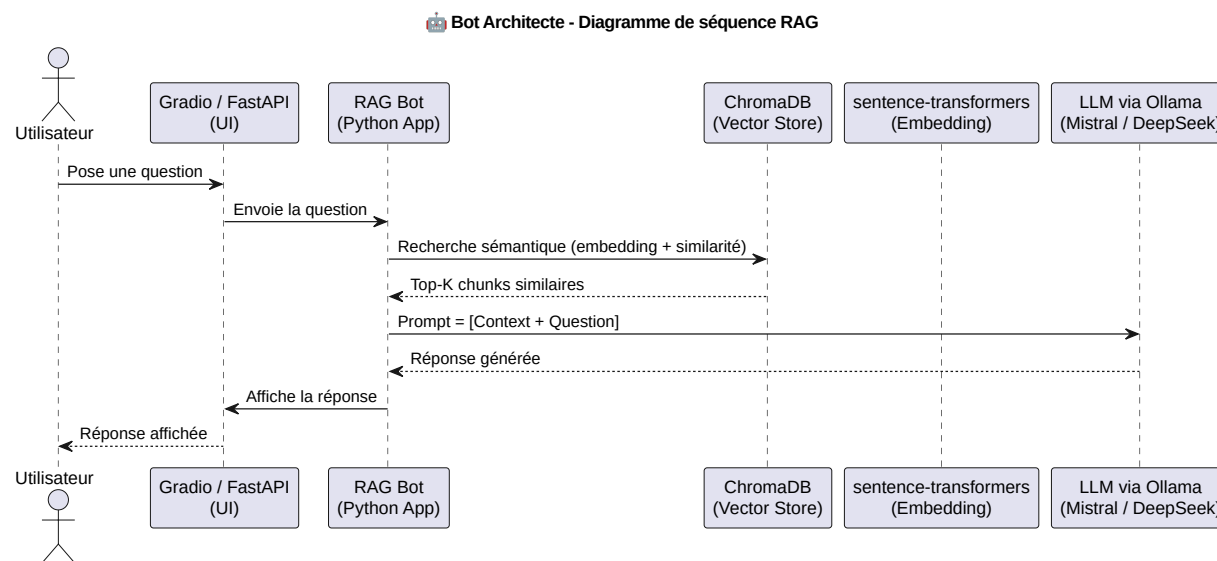 🤖 Bot Architecte - Diagramme de séquence RAG
Utilisateur
Gradio / FastAPI
(UI)
RAG Bot
(Python App)
ChromaDB
(Vector Store)
sentence-transformers
(Embedding)
LLM via Ollama
(Mistral / DeepSeek)
Pose une question
Envoie la question
Recherche sémantique (embedding + similarité)
Top-K chunks similaires
Prompt = [Context + Question]
Réponse générée
Affiche la réponse
Réponse affichée
Utilisateur
Gradio / FastAPI
(UI)
RAG Bot
(Python App)
ChromaDB
(Vector Store)
sentence-transformers
(Embedding)
LLM via Ollama
(Mistral / DeepSeek)